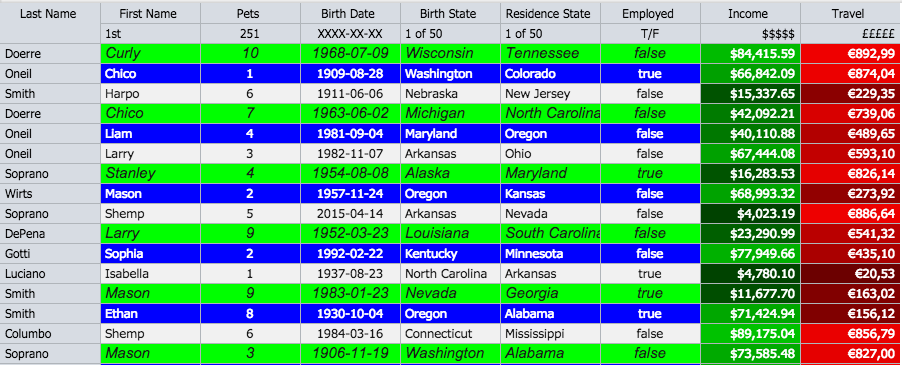 Last Name First Name Pets Birth Date Birth State Residence State Employed Income Travel
1st 251 XXXX-XX-XX 1 of 50 1 of 50 T/F $$$$$ £££££
Doerre Curly 10 1968-07-09 Wisconsin Tennessee false $84,415.59 €892,99
Oneil Chico 1 1909-08-28 Washington Colorado true $66,842.09 €874,04
Smith Harpo 6 1911-06-06 Nebraska New Jersey false $15,337.65 €229,35
Doerre Chico 7 1963-06-02 Michigan North Carolina false $42,092.21 €739,06
Oneil Liam 4 1981-09-04 Maryland Oregon false $40,110.88 €489,65
Oneil Larry 3 1982-11-07 Arkansas Ohio false $67,444.08 €593,10
Soprano Stanley 4 1954-08-08 Alaska Maryland true $16,283.53 €826,14
Wirts Mason 2 1957-11-24 Oregon Kansas false $68,993.32 €273,92
Soprano Shemp 5 2015-04-14 Arkansas Nevada false $4,023.19 €886,64
DePena Larry 9 1952-03-23 Louisiana South Carolina false $23,290.99 €541,32
Gotti Sophia 2 1992-02-22 Kentucky Minnesota false $77,949.66 €435,10
Luciano Isabella 1 1937-08-23 North Carolina Arkansas true $4,780.10 €20,53
Smith Mason 9 1983-01-23 Nevada Georgia true $11,677.70 €163,02
Smith Ethan 8 1930-10-04 Oregon Alabama true $71,424.94 €156,12
Columbo Shemp 6 1984-03-16 Connecticut Mississippi false $89,175.04 €856,79
Soprano Mason 3 1906-11-19 Washington Alabama false $73,585.48 €827,00